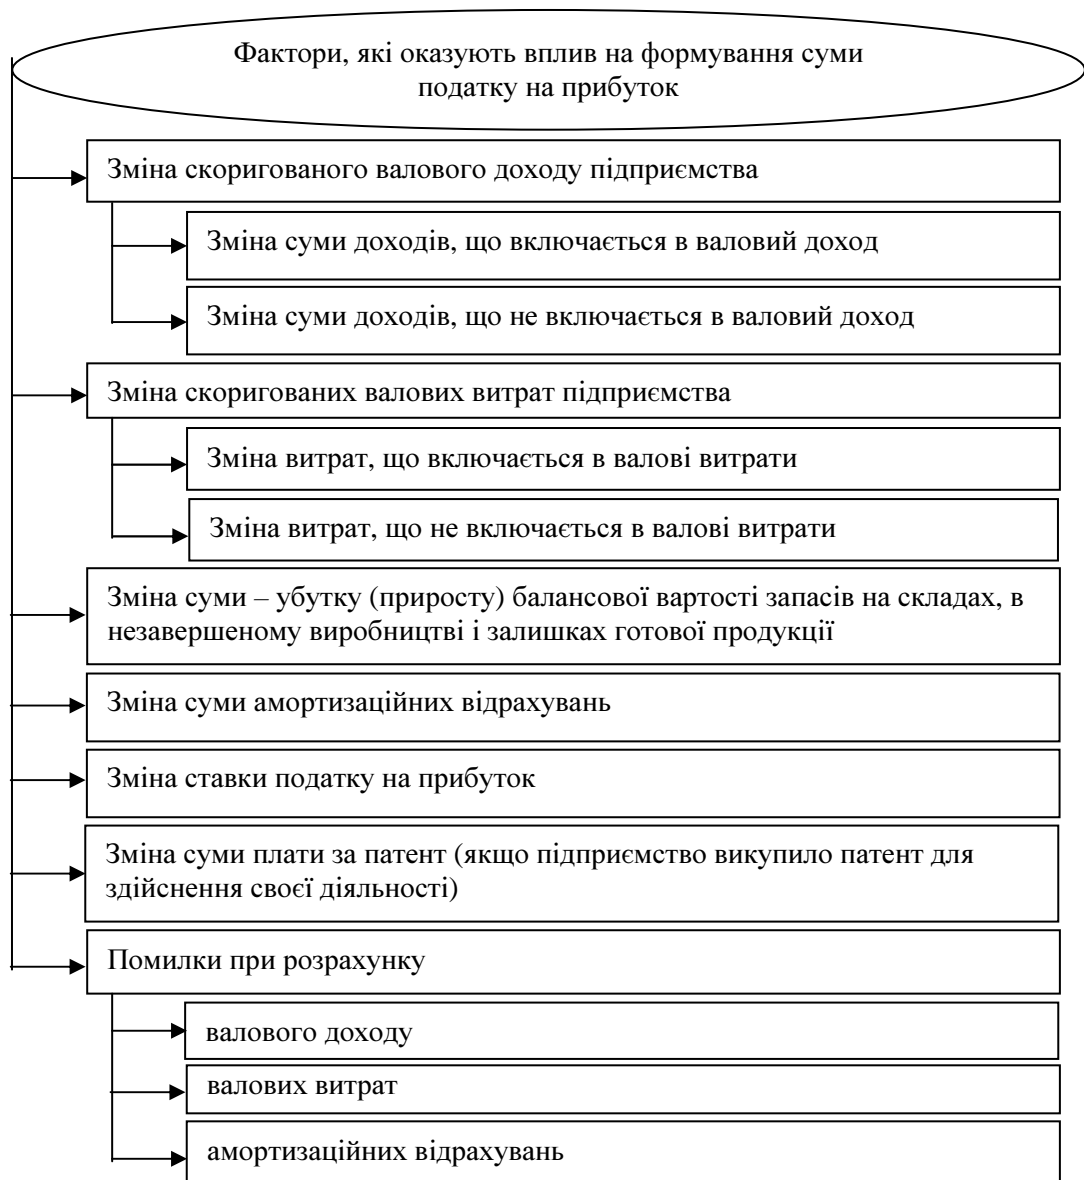 Фактори, які оказують вплив на формування суми
податку на прибуток
Зміна скоригованого валового доходу підприємства
Зміна суми доходів, що включається в валовий доход
Зміна суми доходів, що не включається в валовий доход
Зміна скоригованих валових витрат підприємства
Зміна витрат, що включається в валові витрати
Зміна витрат, що не включається в валові витрати
Зміна суми – убутку (приросту) балансової вартості запасів на складах, в
незавершеному виробництві і залишках готової продукції
Зміна суми амортизаційних відрахувань
Зміна ставки податку на прибуток
Зміна суми плати за патент (якщо підприємство викупило патент для
здійснення своєї діяльності)
Помилки при розрахунку
валового доходу
валових витрат
амортизаційних відрахувань